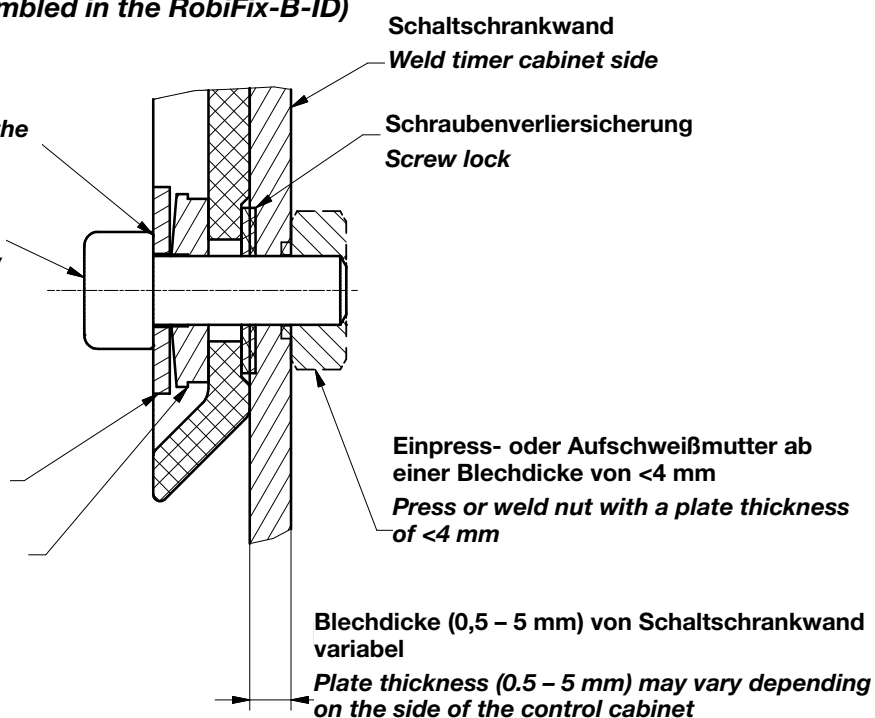 mbled in the RobiFix-B-ID)
Schaltschrankwand
Weld timer cabinet side
the
Schraubenverliersicherung
Screw lock
Einpress- oder Aufschweißmutter ab
einer Blechdicke von <4 mm
Press or weld nut with a plate thickness
of <4 mm
Blechdicke (0,5 – 5 mm) von Schaltschrankwand
variabel
Plate thickness (0.5 – 5 mm) may vary depending
on the side of the control cabinet